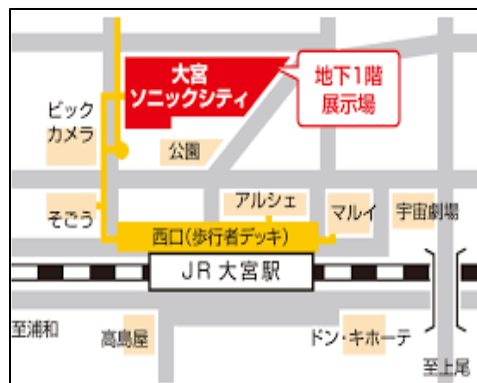 大宮
ソニックシティ
地下1階
展示場
ビック
カメラ
公園
そごう
アルシェ
マルイ
宇宙劇場
西口(歩行者デッキ)
JR 大宮駅
至浦和
高島屋
ドン・キホーテ
至上尾